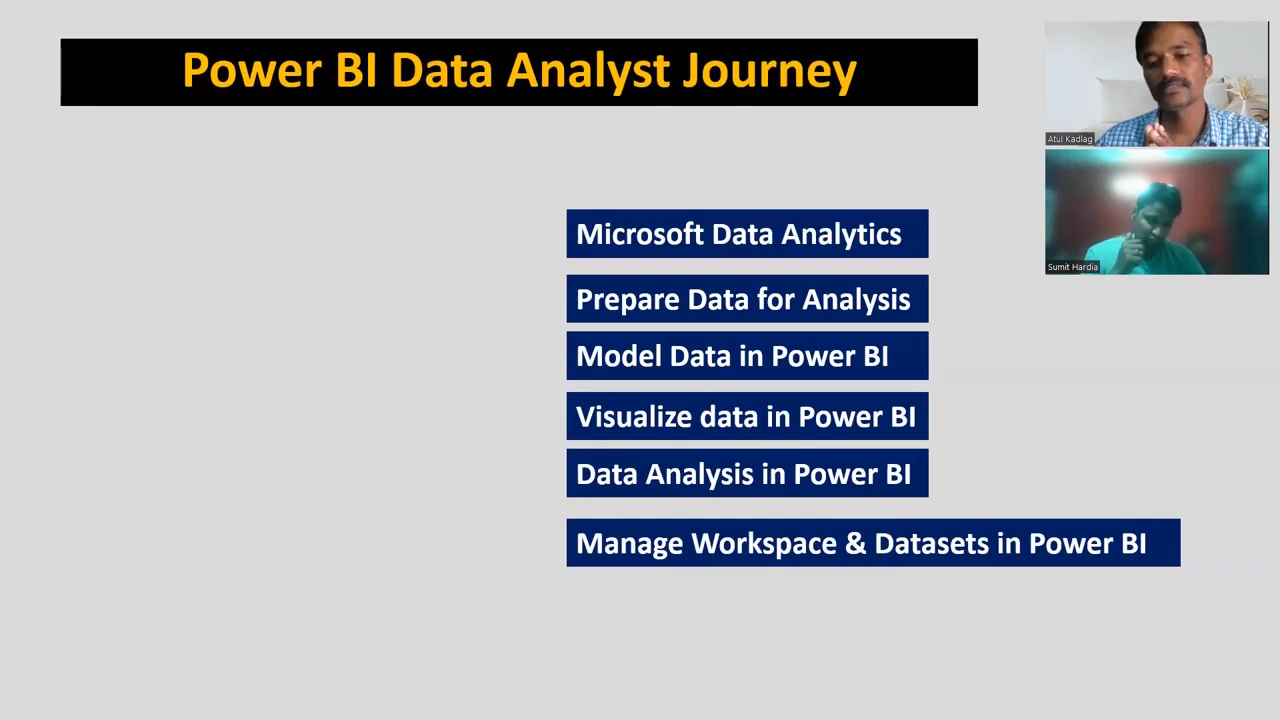 Power BI Data Analyst Journey
Atul Kadlag
Sumit Hardia
Microsoft Data Analytics
Prepare Data for Analysis
Model Data in Power BI
Visualize data in Power BI
Data Analysis in Power BI
Manage Workspace & Datasets in Power BI